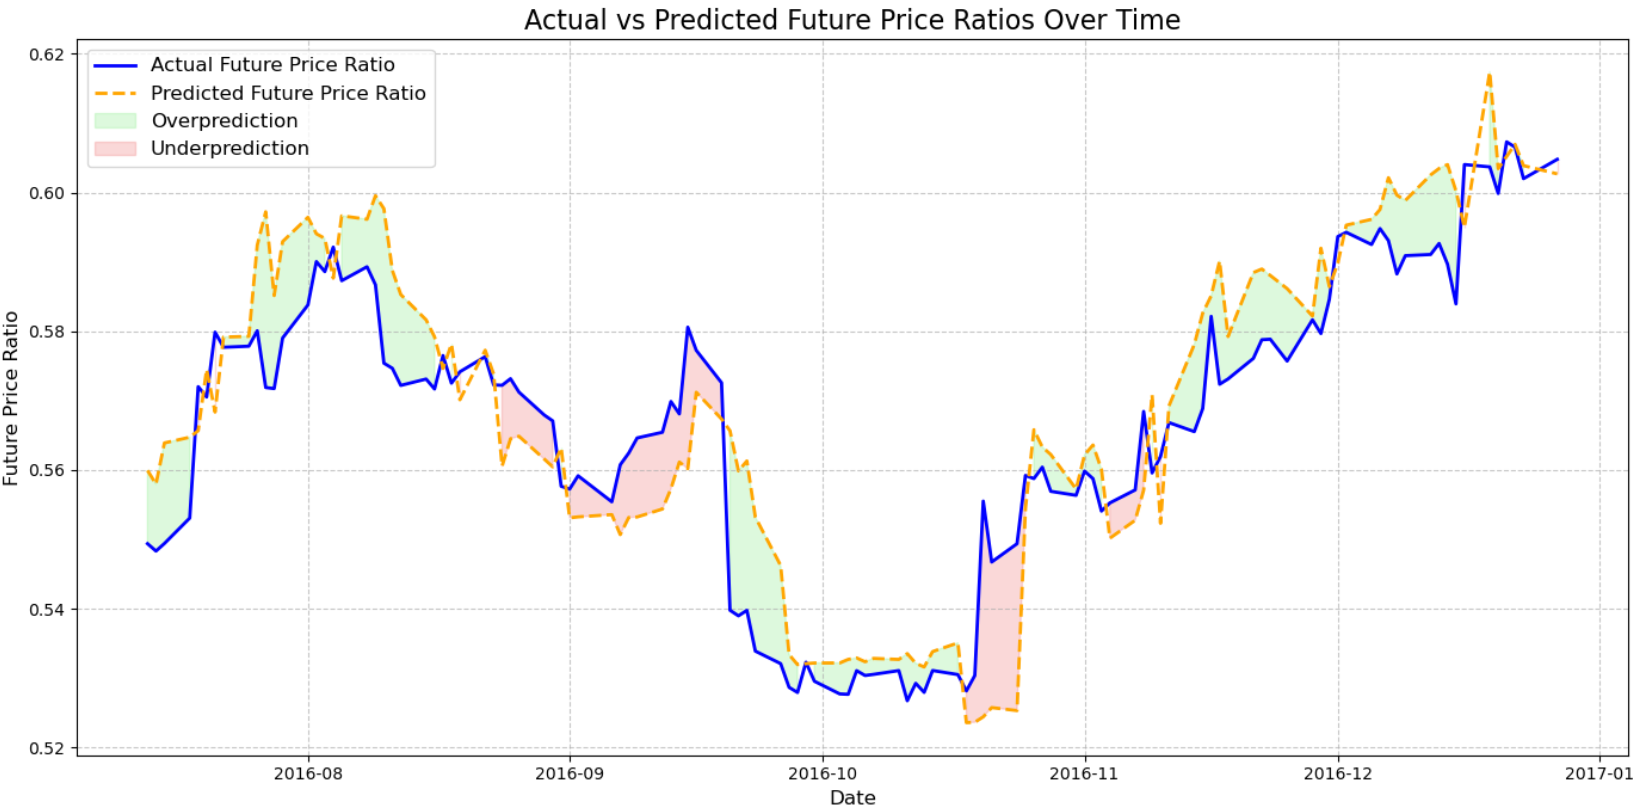 Actual vs Predicted Future Price Ratios Over Time
Actual Future Price Ratio
Predicted Future Price Ratio
Overprediction
Underprediction
Future Price Ratio
0.62
0.60
0.58
0.56
0.54
0.52
2016-08
2016-09
2016-10
2016-11
2016-12
2017-01
Date